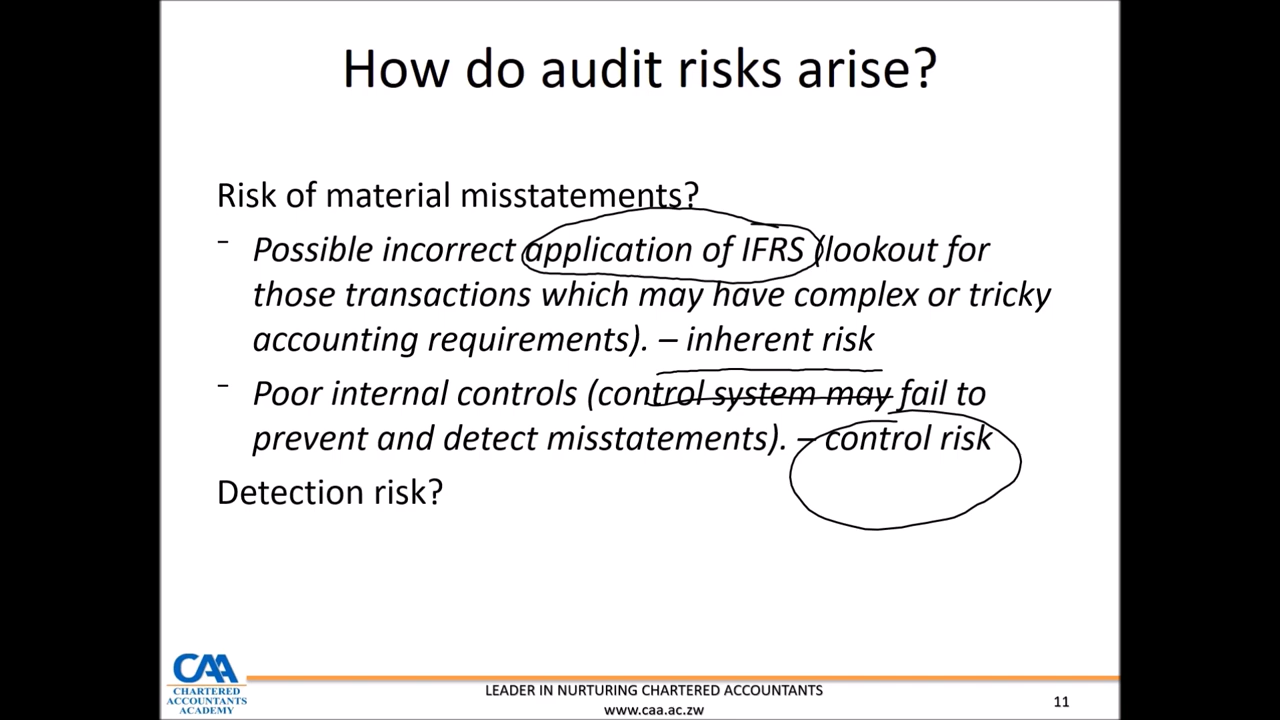 How do audit risks arise?
Risk of material misstatements?
- Possible incorrect application of IFRS (lookout for
those transactions which may have complex or tricky
accounting requirements). – inherent risk
- Poor internal controls (control system may fail to
prevent and detect misstatements). – control risk
Detection risk?
CAA
CHARTERED
ACCOUNTANTS
ACADEMY
LEADER IN NURTURING CHARTERED ACCOUNTANTS
www.caa.ac.zw
11